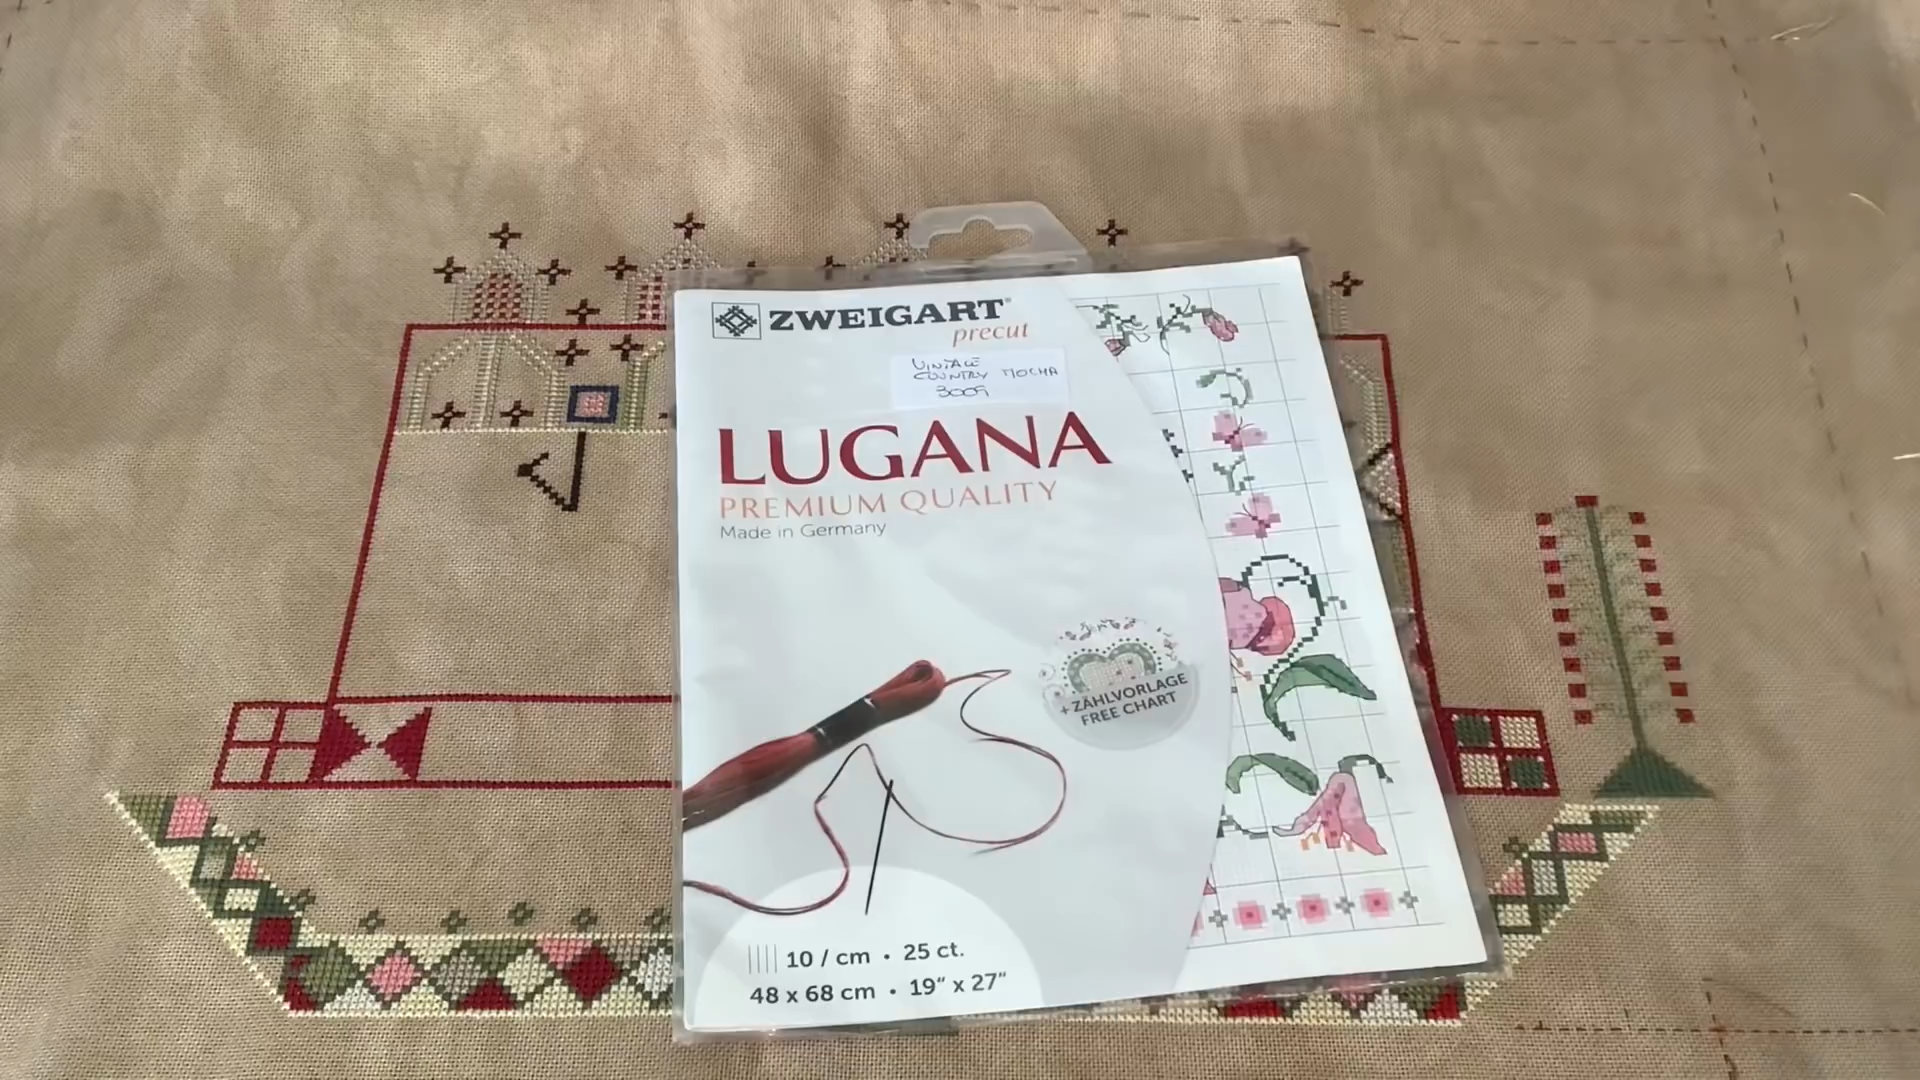 ZWEIGART®
precut
VINTAGE
COUNTRY MOCHA
3009
LUGANA
PREMIUM QUALITY
Made in Germany
+ ZÄHLVORLAGE
FREE CHART
10 / cm • 25 ct.
48 x 68 cm • 19" x 27"